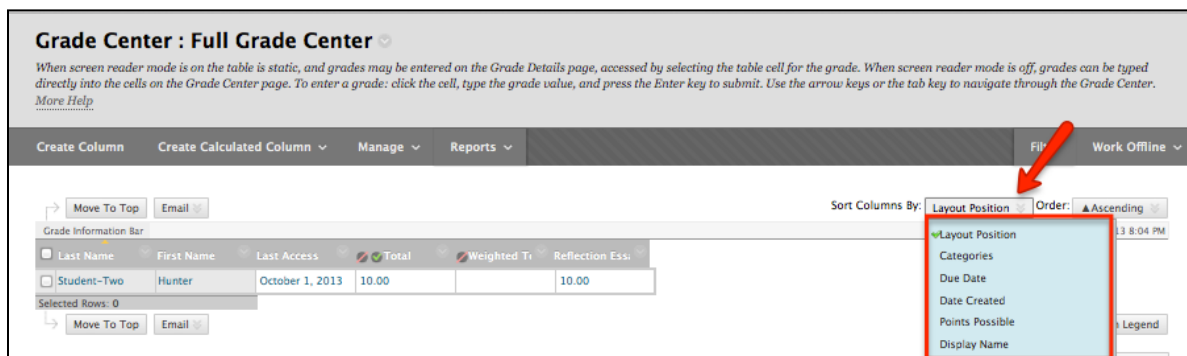 Grade Center : Full Grade Center
When screen reader mode is on the table is static, and grades may be entered on the Grade Details page, accessed by selecting the table cell for the grade. When screen reader mode is off, grades can be typed
directly into the cells on the Grade Center page. To enter a grade: click the cell, type the grade value, and press the Enter key to submit. Use the arrow keys or the tab key to navigate through the Grade Center.
More Help
Create Column Create Calculated Column Manage Reports Work Offline
Move To Top Email Sort Columns By: Layout Position Order: Ascending
Grade Information Bar 8:04 PM
Last Name First Name Last Access Total Weighted Reflection
Student-Two Hunter October 1, 2013 10.00 10.00
Selected Rows: 0
Move To Top Email Legend
Layout Position
Categories
Due Date
Date Created
Points Possible
Display Name